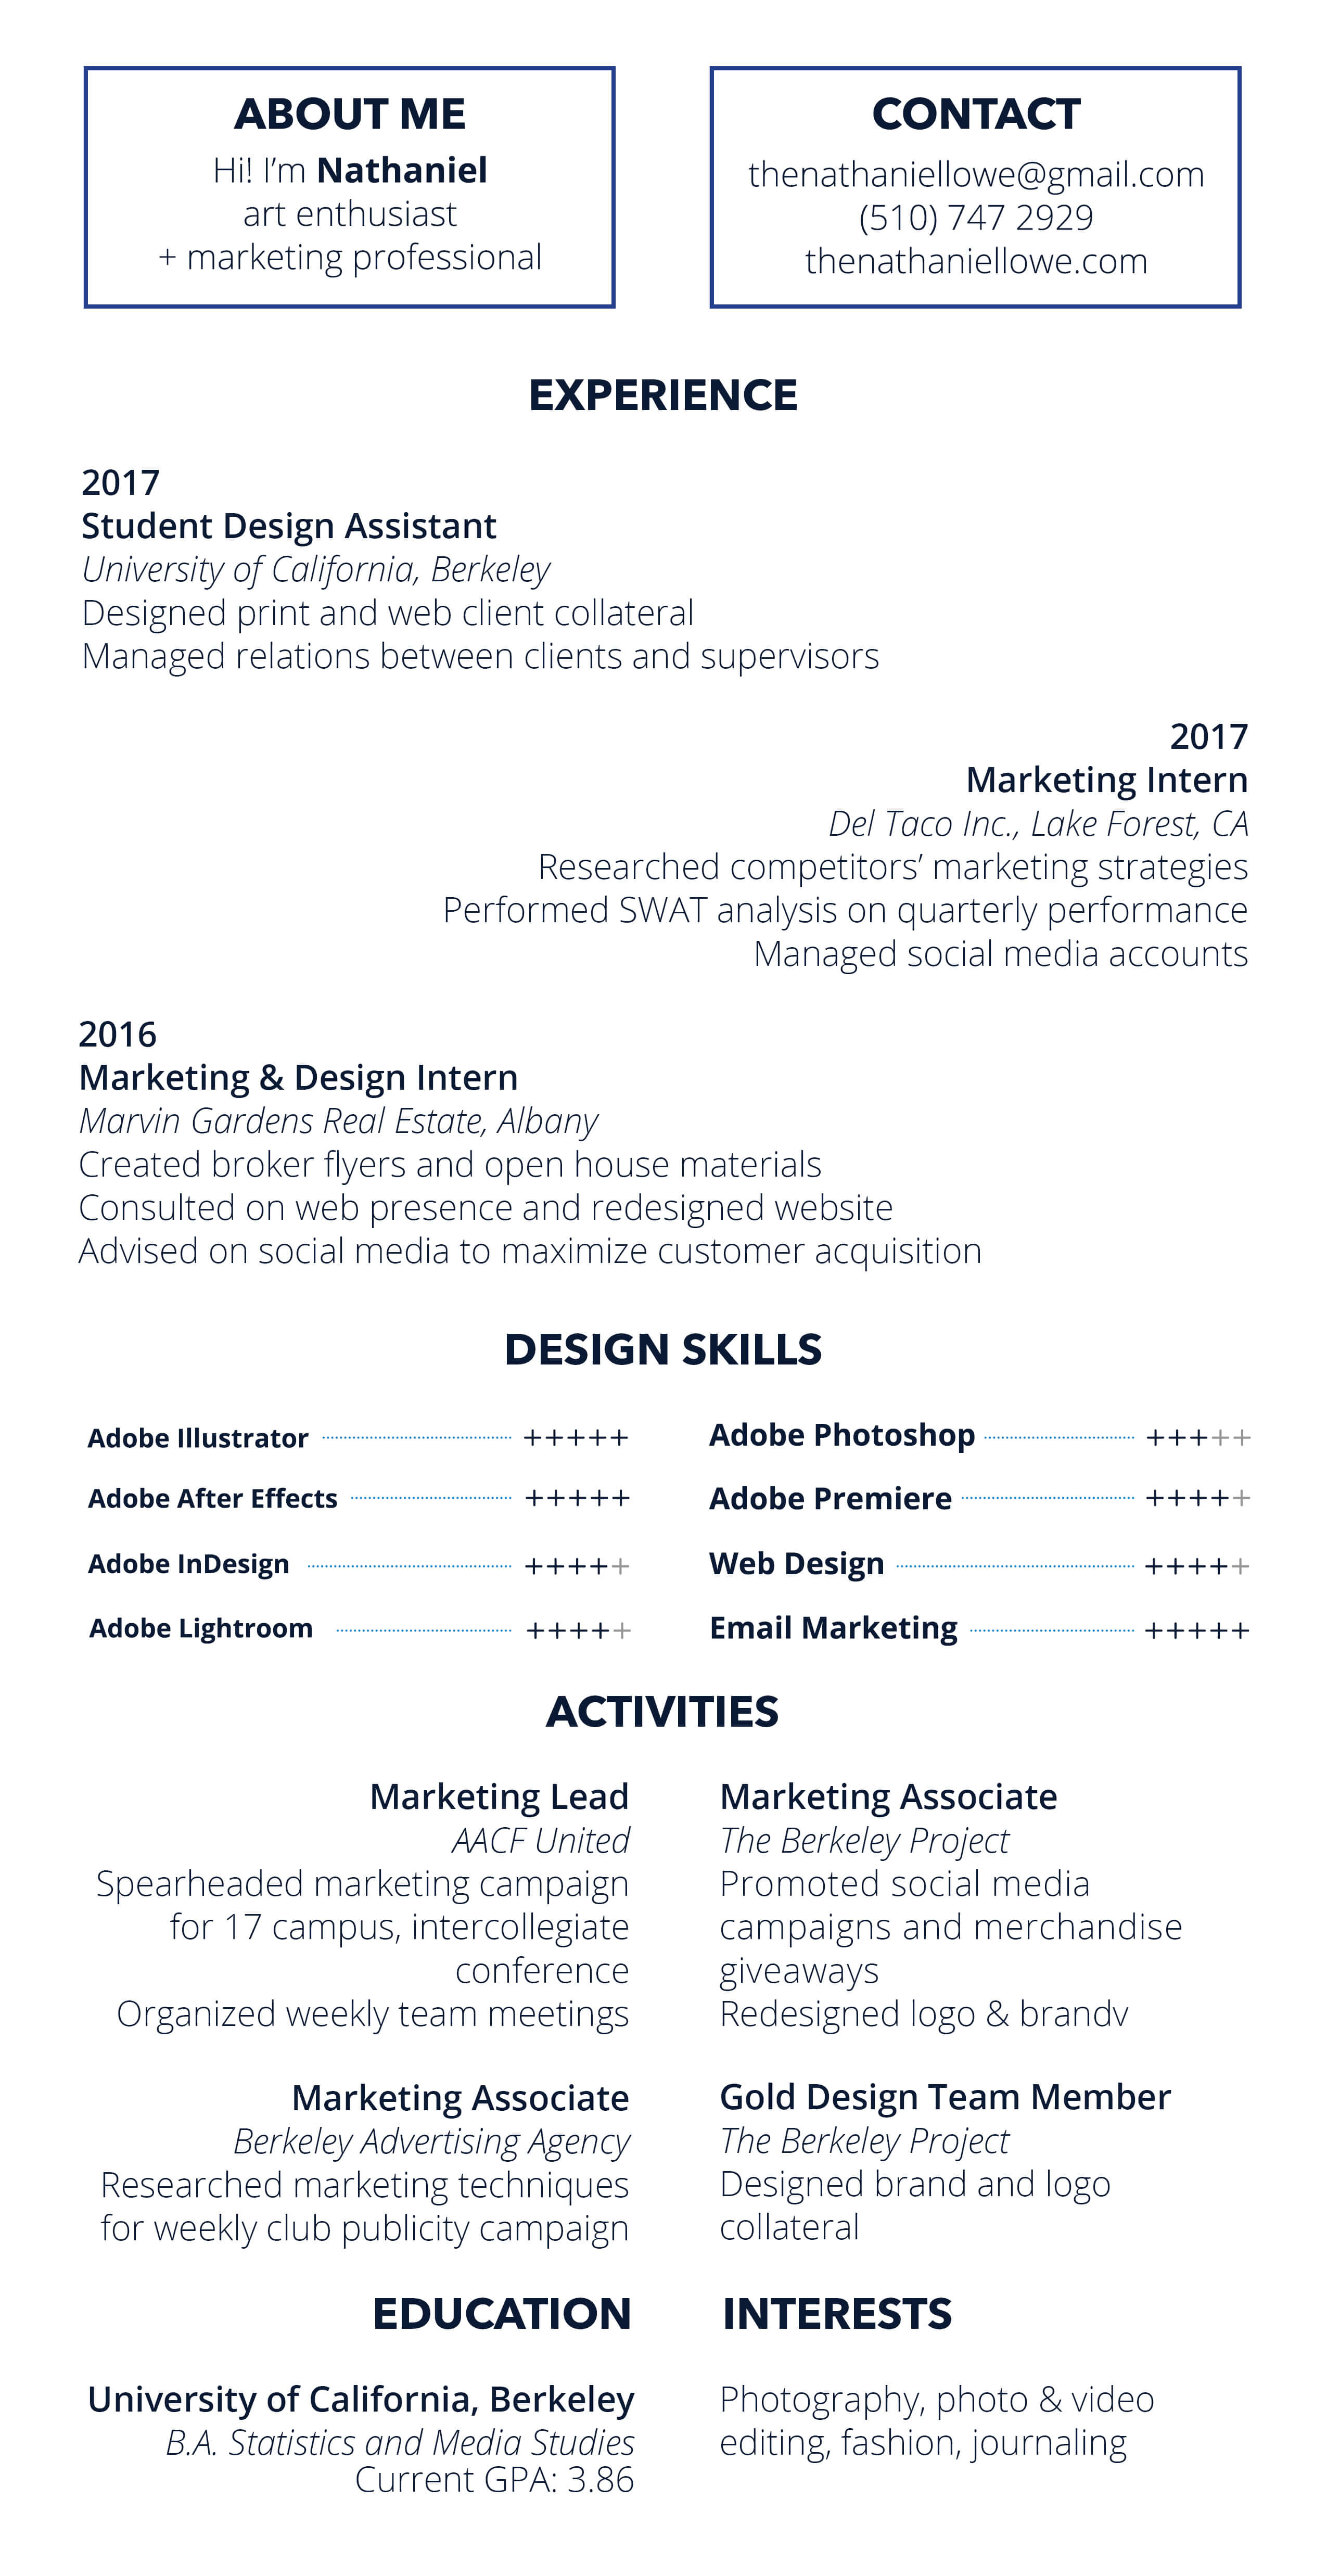 ABOUT ME
Hi! I’m Nathaniel
art enthusiast
+ marketing professional
CONTACT
thenathaniellowe@gmail.com
(510) 747 2929
thenathaniellowe.com
EXPERIENCE
2017
Student Design Assistant
University of California, Berkeley
Designed print and web client collateral
Managed relations between clients and supervisors
2017
Marketing Intern
Del Taco Inc., Lake Forest, CA
Researched competitors’ marketing strategies
Performed SWAT analysis on quarterly performance
Managed social media accounts
2016
Marketing & Design Intern
Marvin Gardens Real Estate, Albany
Created broker flyers and open house materials
Consulted on web presence and redesigned website
Advised on social media to maximize customer acquisition
DESIGN SKILLS
Adobe Illustrator +++++
Adobe After Effects +++++
Adobe InDesign +++++
Adobe Lightroom +++++
Adobe Photoshop +++++
Adobe Premiere +++++
Web Design +++++
Email Marketing +++++
ACTIVITIES
Marketing Lead
AACF United
Spearheaded marketing campaign
for 17 campus, intercollegiate
conference
Organized weekly team meetings
Marketing Associate
Berkeley Advertising Agency
Researched marketing techniques
for weekly club publicity campaign
Marketing Associate
The Berkeley Project
Promoted social media
campaigns and merchandise
giveaways
Redesigned logo & brandv
Gold Design Team Member
The Berkeley Project
Designed brand and logo
collateral
EDUCATION
University of California, Berkeley
B.A. Statistics and Media Studies
Current GPA: 3.86
INTERESTS
Photography, photo & video
editing, fashion, journaling